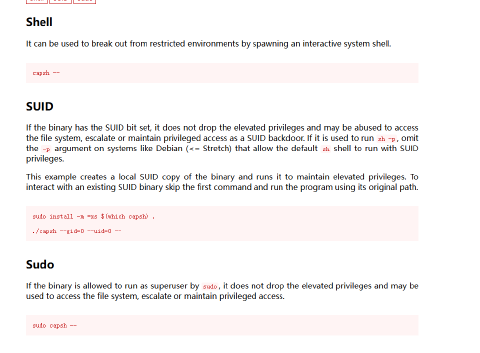 Shell
It can be used to break out from restricted environments by spawning an interactive system shell.
capsh --
SUID
If the binary has the SUID bit set, it does not drop the elevated privileges and may be abused to access
the file system, escalate or maintain privileged access as a SUID backdoor. If it is used to run sh -p, omit
the -p argument on systems like Debian (<= Stretch) that allow the default sh shell to run with SUID
privileges.
This example creates a local SUID copy of the binary and runs it to maintain elevated privileges. To
interact with an existing SUID binary skip the first command and run the program using its original path.
sudo install -m =xs $(which capsh) .
./capsh --gid=0 --uid=0 --
Sudo
If the binary is allowed to run as superuser by sudo, it does not drop the elevated privileges and may be
used to access the file system, escalate or maintain privileged access.
sudo capsh --